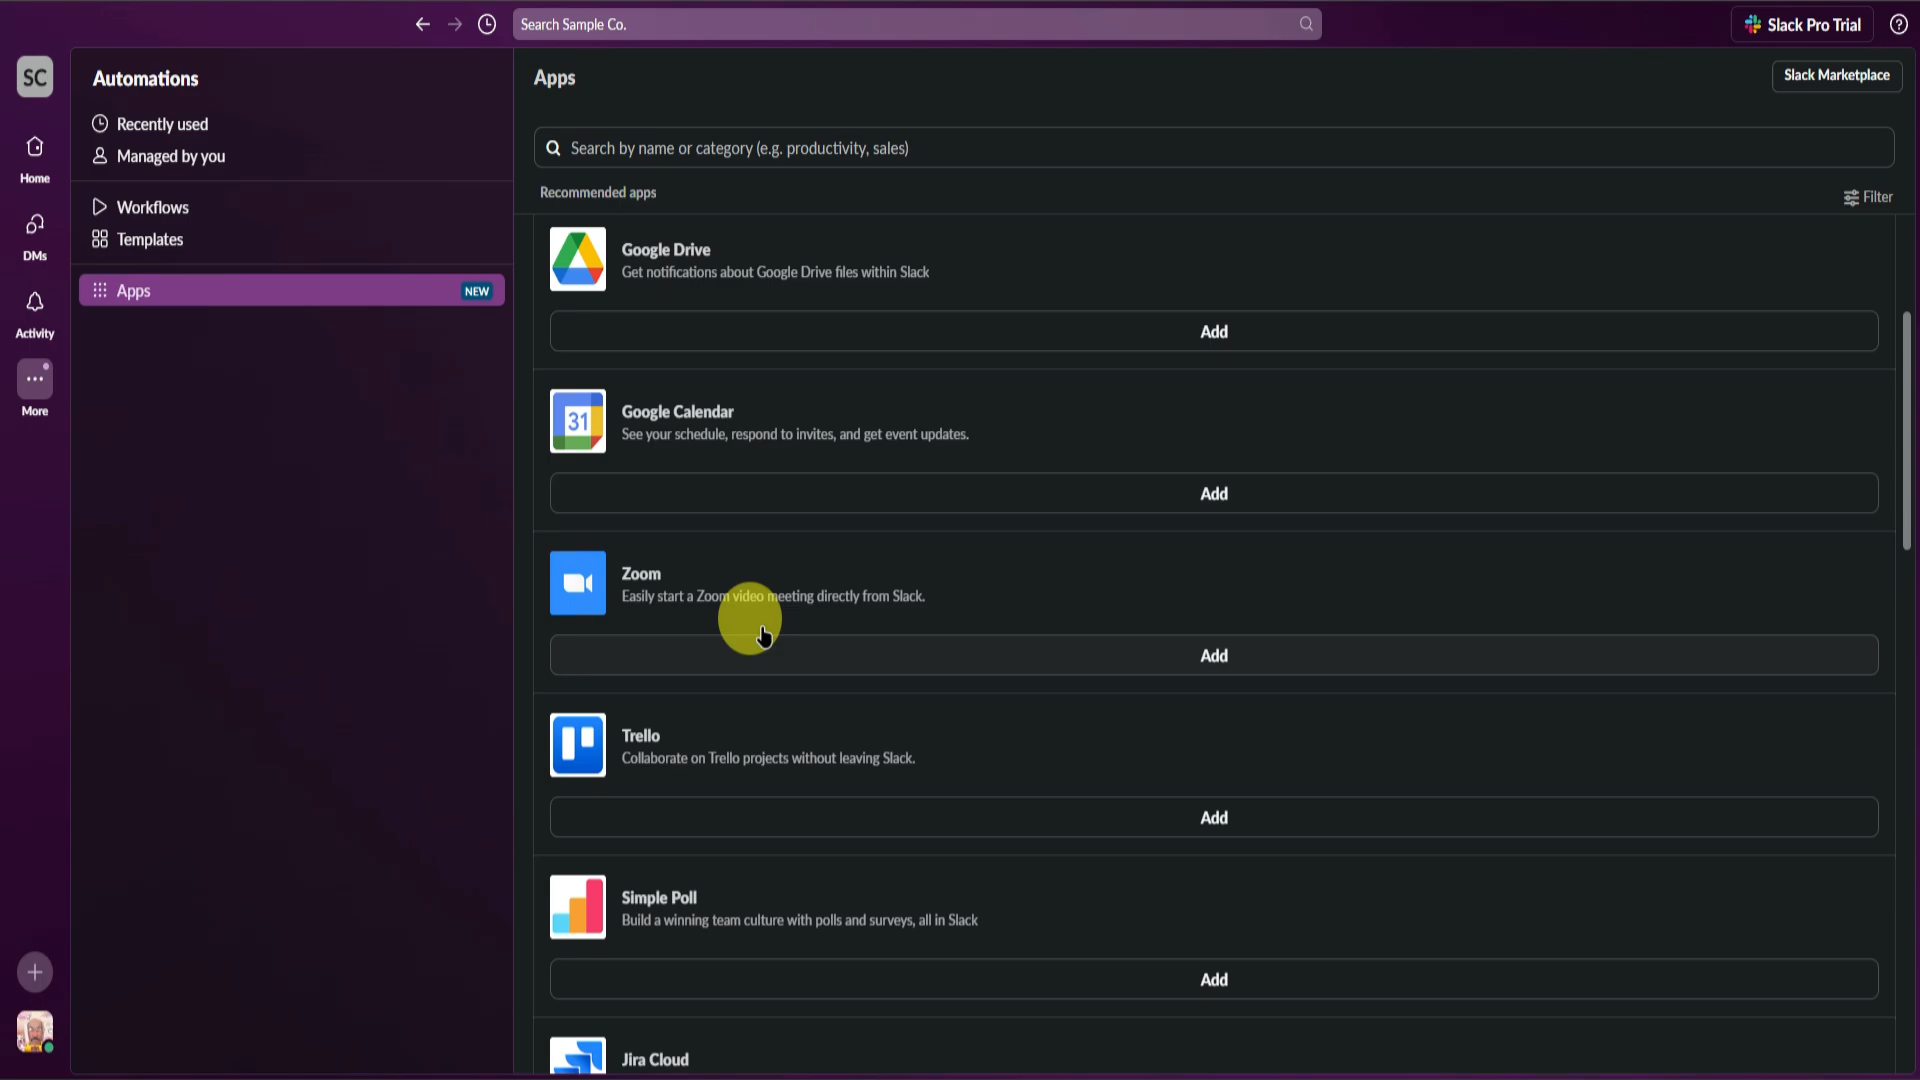 Search Sample Co.
Slack Pro Trial
SC
Home
DMs
Activity
More
Automations
Recently used
Managed by you
Workflows
Templates
Apps
NEW
Apps
Slack Marketplace
Search by name or category (e.g. productivity, sales)
Recommended apps
Filter
Google Drive
Get notifications about Google Drive files within Slack
Add
31
Google Calendar
See your schedule, respond to invites, and get event updates.
Add
Zoom
Easily start a Zoom video meeting directly from Slack.
Add
Trello
Collaborate on Trello projects without leaving Slack.
Add
Simple Poll
Build a winning team culture with polls and surveys, all in Slack
Add
Jira Cloud